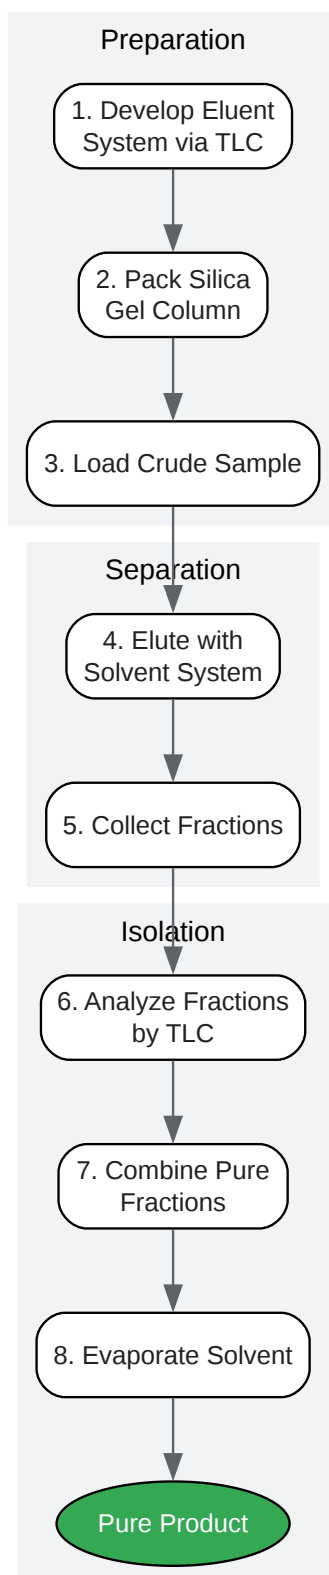 Preparation
1. Develop Eluent
System via TLC
2. Pack Silica
Gel Column
3. Load Crude Sample
Separation
4. Elute with
Solvent System
5. Collect Fractions
Isolation
6. Analyze Fractions
by TLC
7. Combine Pure
Fractions
8. Evaporate Solvent
Pure Product